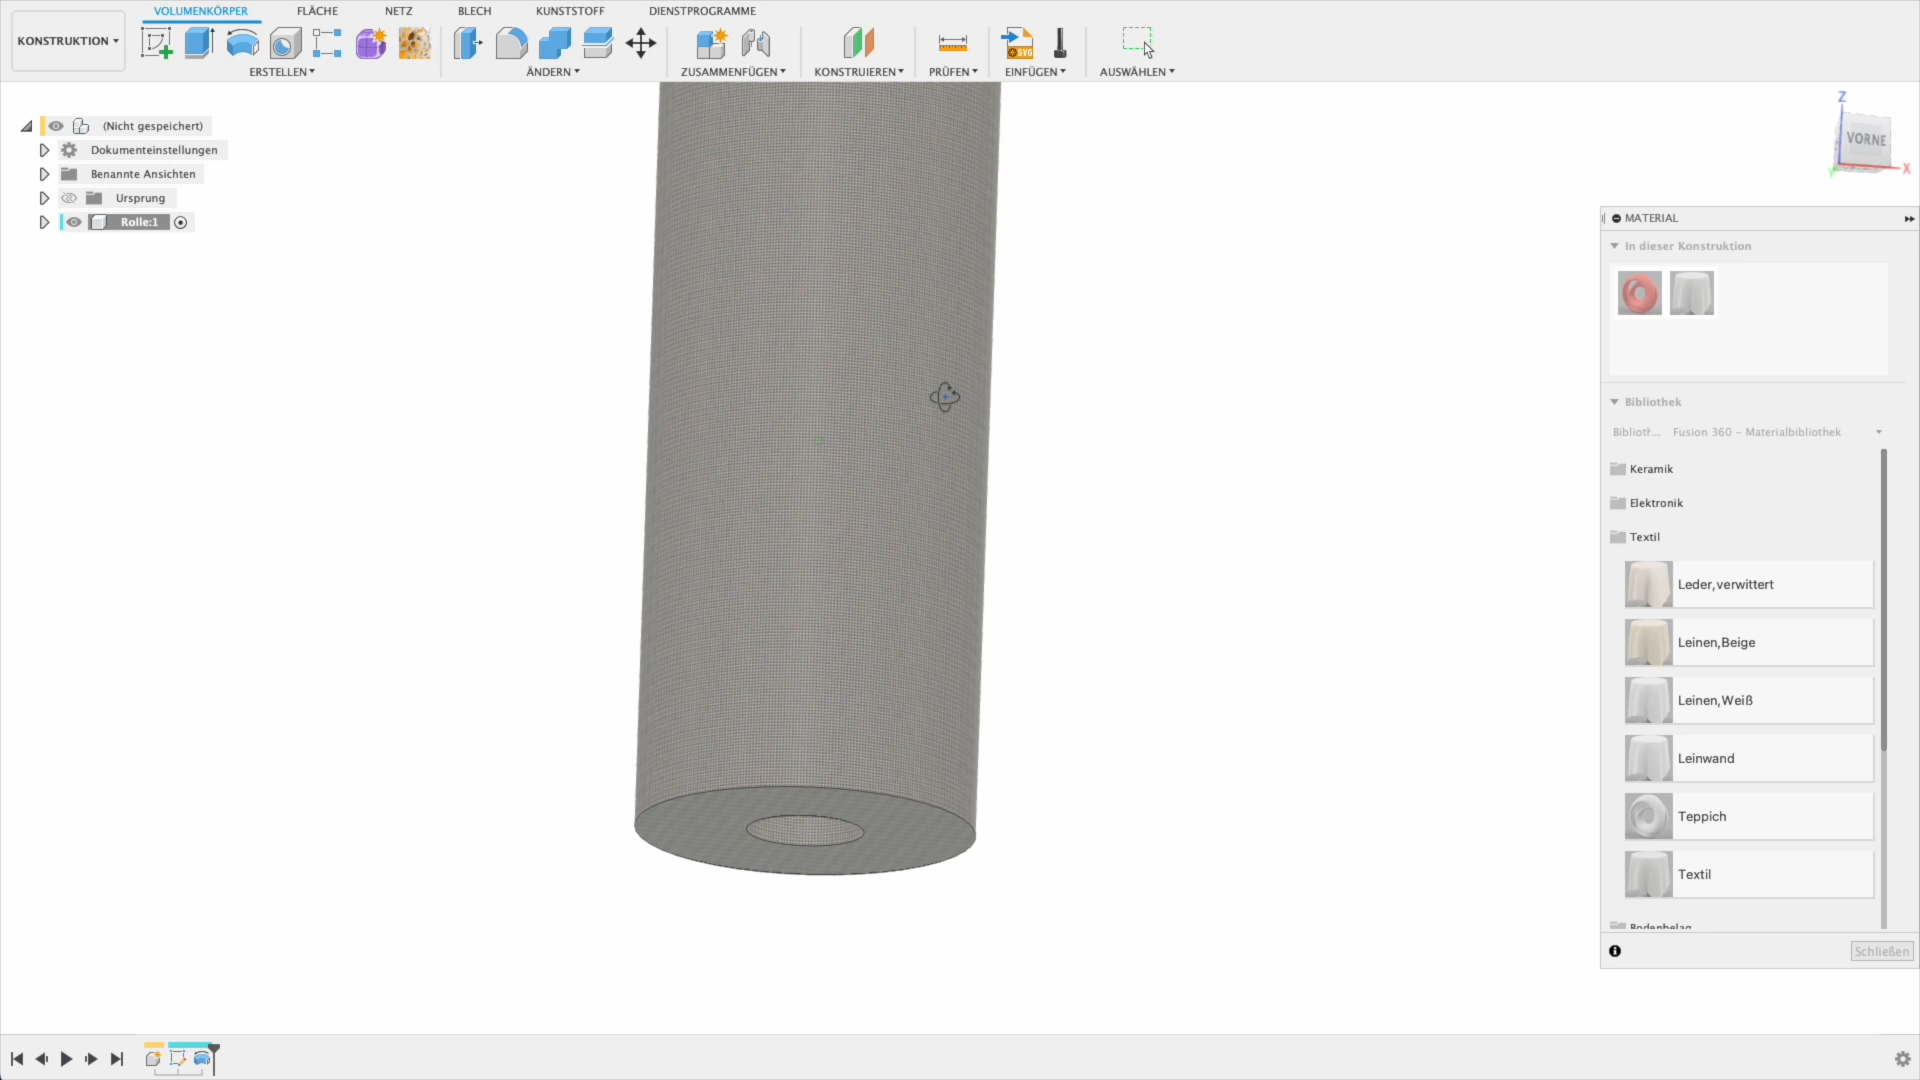 VOLUMENKÖRPER FLÄCHE NETZ BLECH KUNSTSTOFF DIENSTPROGRAMME
KONSTRUKTION
SVG
ERSTELLEN ÄNDERN ZUSAMMENFÜGEN KONSTRUIEREN PRÜFEN EINFÜGEN AUSWÄHLEN
(Nicht gespeichert)
Dokumenteinstellungen
Benannte Ansichten
Ursprung
Rolle:1
Z
VORNE
X
Y
MATERIAL
In dieser Konstruktion
Bibliothek
Biblioth... Fusion 360 – Materialbibliothek
Keramik
Elektronik
Textil
Leder,verwittert
Leinen,Beige
Leinen,Weiß
Leinwand
Teppich
Textil
Bodenbelag
Schließen